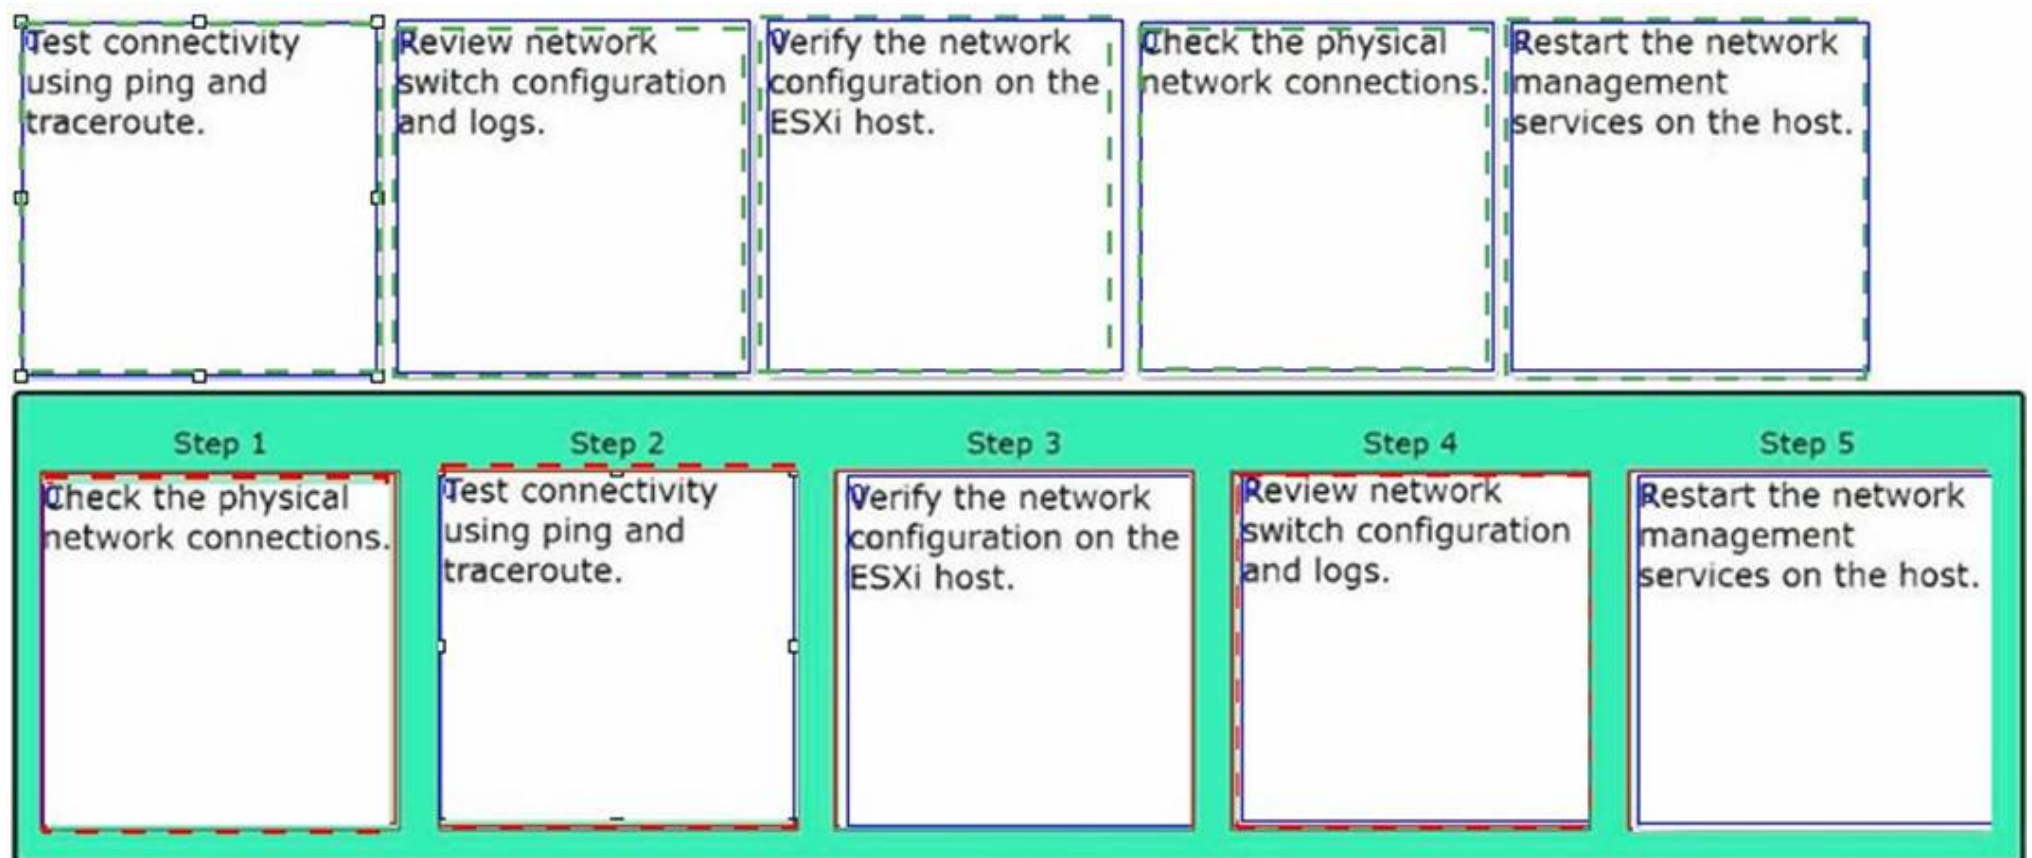 Test connectivity
using ping and
traceroute.
Review network
switch configuration
and logs.
Verify the network
configuration on the
ESXi host.
Check the physical
network connections.
Restart the network
management
services on the host.
Step 1
Step 2
Step 3
Step 4
Step 5
Check the physical
network connections.
Test connectivity
using ping and
traceroute.
Verify the network
configuration on the
ESXi host.
Review network
switch configuration
and logs.
Restart the network
management
services on the host.